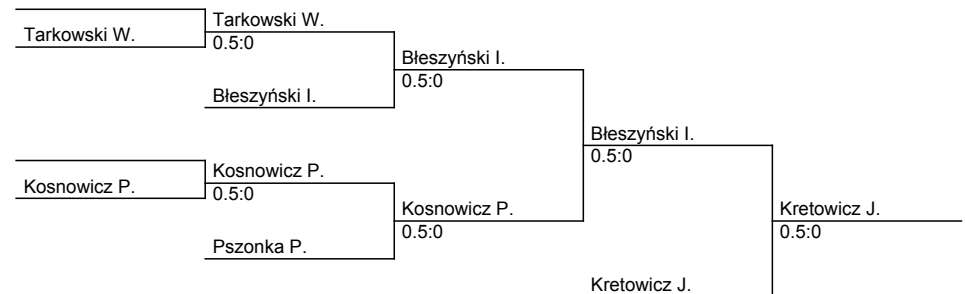 Tarkowski W.
Tarkowski W.
0.5:0
Błeszyński I.
Błeszyński I.
0.5:0
Błeszyński I.
0.5:0
Kosnowicz P.
Kosnowicz P.
0.5:0
Kosnowicz P.
0.5:0
Kretowicz J.
0.5:0
Pszonka P.
Kretowicz J.